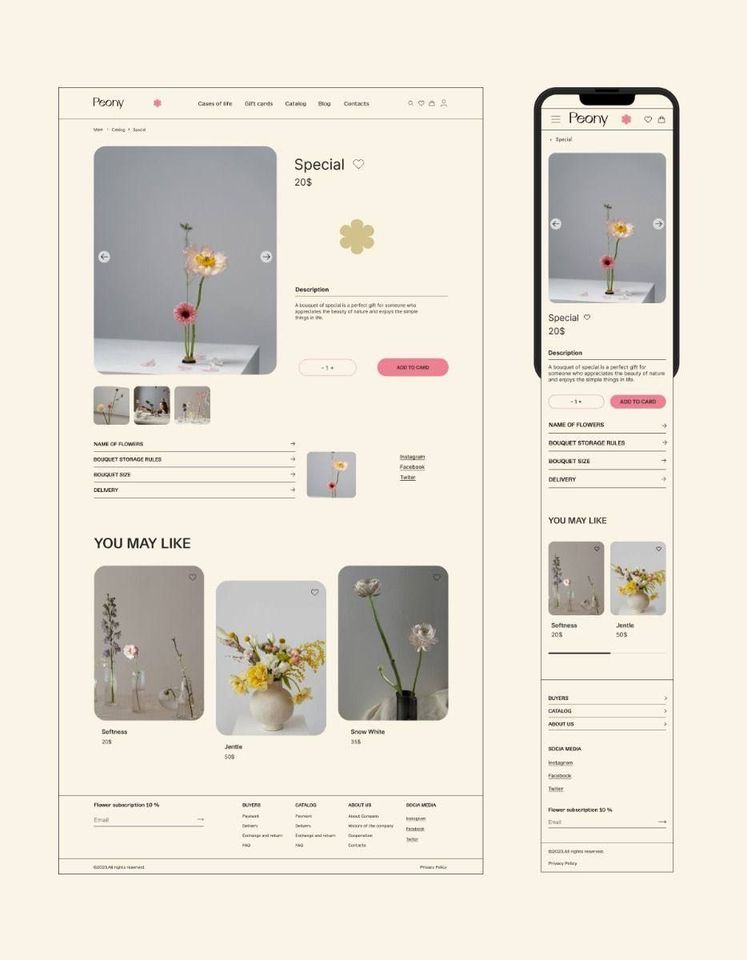 Peony
Cases of life Gift cards Catalog Blog Contacts
Main Catalog Special
Special
20$
Description
A bouquet of special is a perfect gift for someone who
appreciates the beauty of nature and enjoys the simple
things in life.
- 1 +
ADD TO CARD
NAME OF FLOWERS
BOUQUET STORAGE RULES
BOUQUET SIZE
DELIVERY
Instagram
Facebook
Twiter
YOU MAY LIKE
Softness
20$
Jentle
50$
Snow White
35$
Flower subscription 10 %
Email
BUYERS
Payment
Delivery
Exchange and return
FAQ
CATALOG
Payment
Delivery
Exchange and return
FAQ
ABOUT US
About Company
History of the company
Cooperation
Contacts
SOCIA MEDIA
Instagram
Facebook
Twiter
©2023.All rights reserved.
Privacy Policy
Peony
Special
Special
20$
Description
A bouquet of special is a perfect gift for
someone who appreciates the beauty of nature
and enjoys the simple things in life.
- 1 +
ADD TO CARD
NAME OF FLOWERS
BOUQUET STORAGE RULES
BOUQUET SIZE
DELIVERY
YOU MAY LIKE
Softness
20$
Jentle
50$
BUYERS
CATALOG
ABOUT US
SOCIA MEDIA
Instagram
Facebook
Twiter
Flower subscription 10 %
Email
©2023.All rights reserved.
Privacy Policy